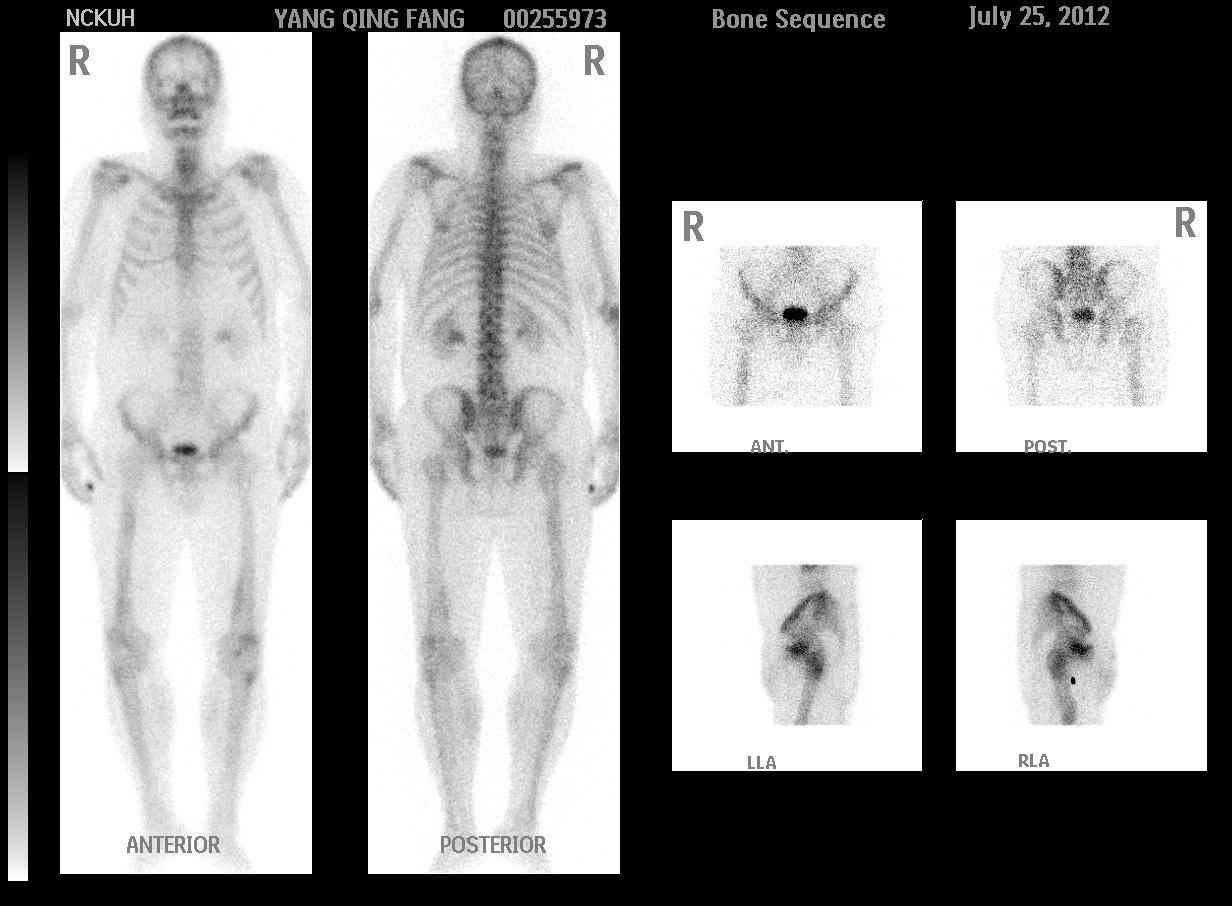 NCKUH YANG QING FANG 00255973 Bone Sequence July 25, 2012
R R
R R
ANT. POST.
LLA RLA
ANTERIOR POSTERIOR